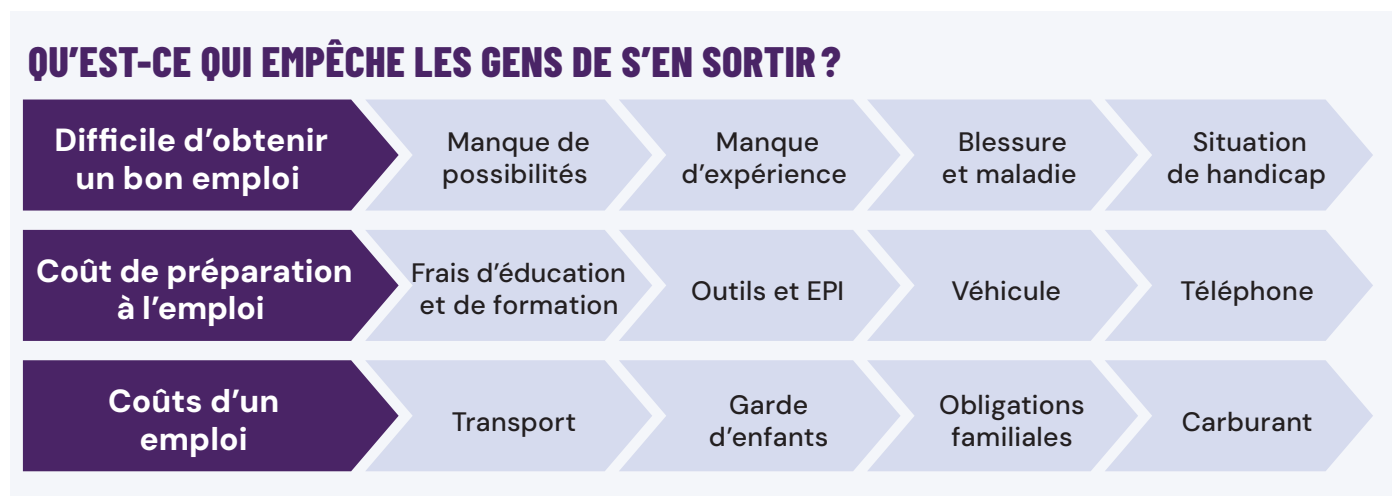 QU’EST-CE QUI EMPÊCHE LES GENS DE S’EN SORTIR ?
Difficile d’obtenir
un bon emploi
Manque de
possibilités
Manque
d’expérience
Blessure
et maladie
Situation
de handicap
Coût de préparation
à l’emploi
Frais d’éducation
et de formation
Outils et EPI
Véhicule
Téléphone
Coûts d’un
emploi
Transport
Garde
d’enfants
Obligations
familiales
Carburant